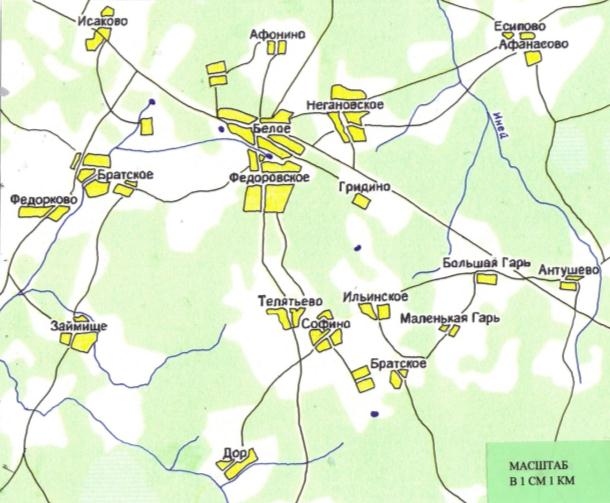 Исаково
Афонино
Есипово
Афанасово
Негановское
Белое
Иней
Братское
Федоровское
Гридино
Федорково
Большая Гарь
Антушево
Телятьево
Ильинское
Маленькая Гарь
Займище
Софино
Братское
Дор
МАСШТАБ
В 1 СМ 1 КМ